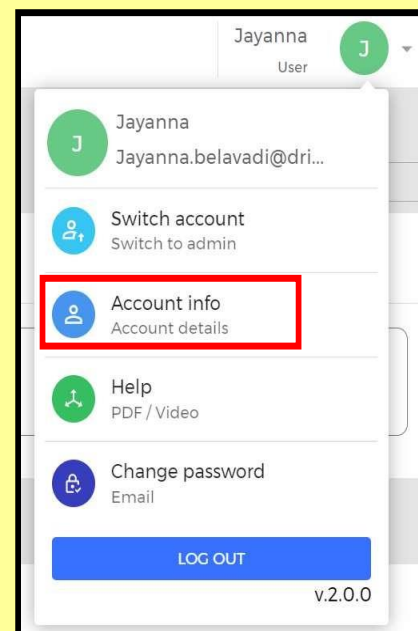 Jayanna
J
User
J
Jayanna
Jayanna.belavadi@dri...
Switch account
Switch to admin
Account info
Account details
Help
PDF / Video
Change password
Email
LOG OUT
v.2.0.0